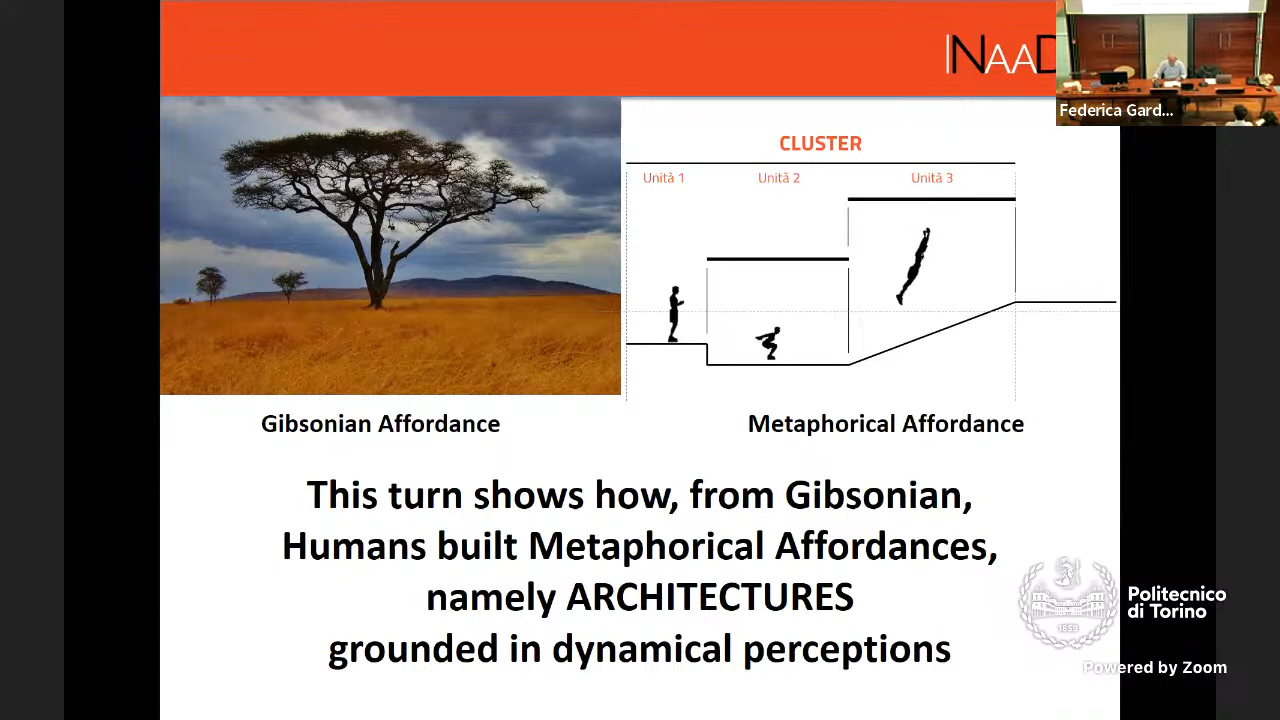 INAAD
Federica Gard...
CLUSTER
Unità 1
Unità 2
Unità 3
Gibsonian Affordance
Metaphorical Affordance
This turn shows how, from Gibsonian,
Humans built Metaphorical Affordances,
namely ARCHITECTURES
grounded in dynamical perceptions
1859
Politecnico
di Torino
Powered by Zoom